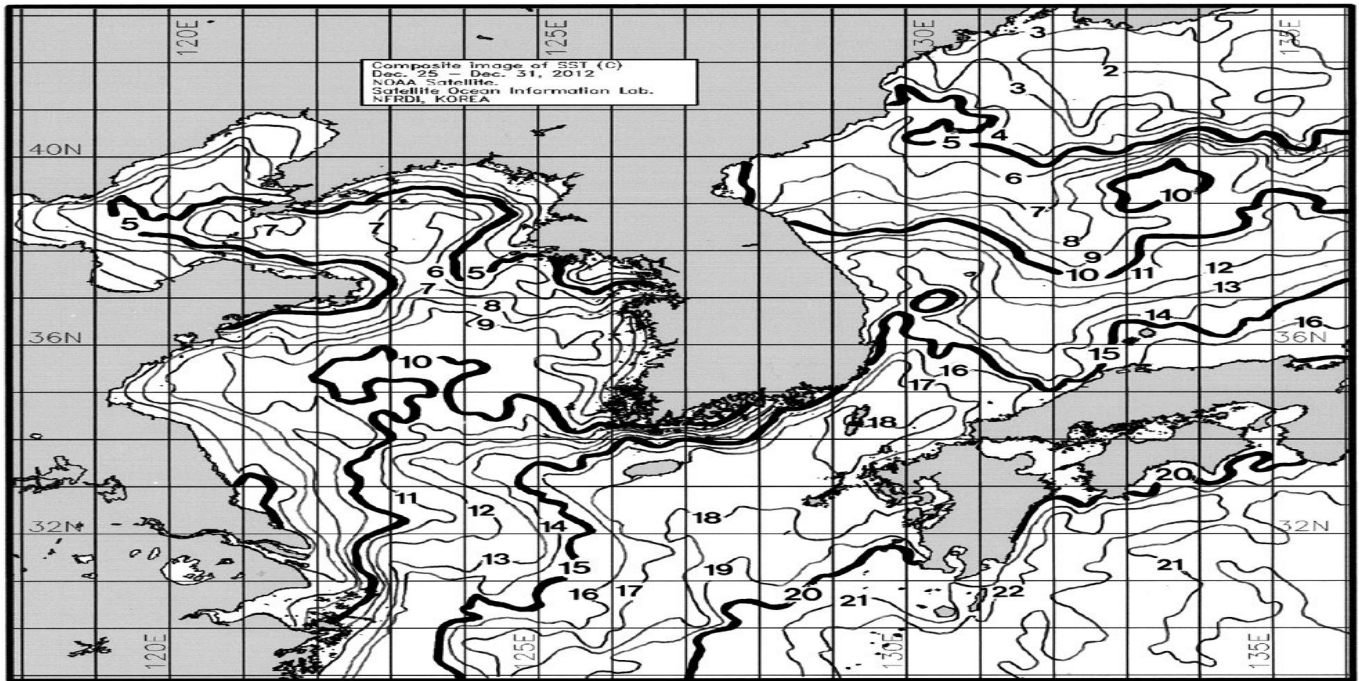 120E
125E
130E
135E
Composite Image of SST (C)
Dec. 25 - Dec. 31, 2012
NOAA Satellite.
Satellite Ocean Information Lab.
NFRDI, KOREA
3
2
3
4
5
40N
6
10
7
5
7
7
8
9
6
5
10
11
12
7
13
8
14
9
16
36N
36N
15
10
16
17
18
20
11
12
18
14
32N
32N
13
15
19
21
16
17
20
21
22
120E
125E
130E
135E